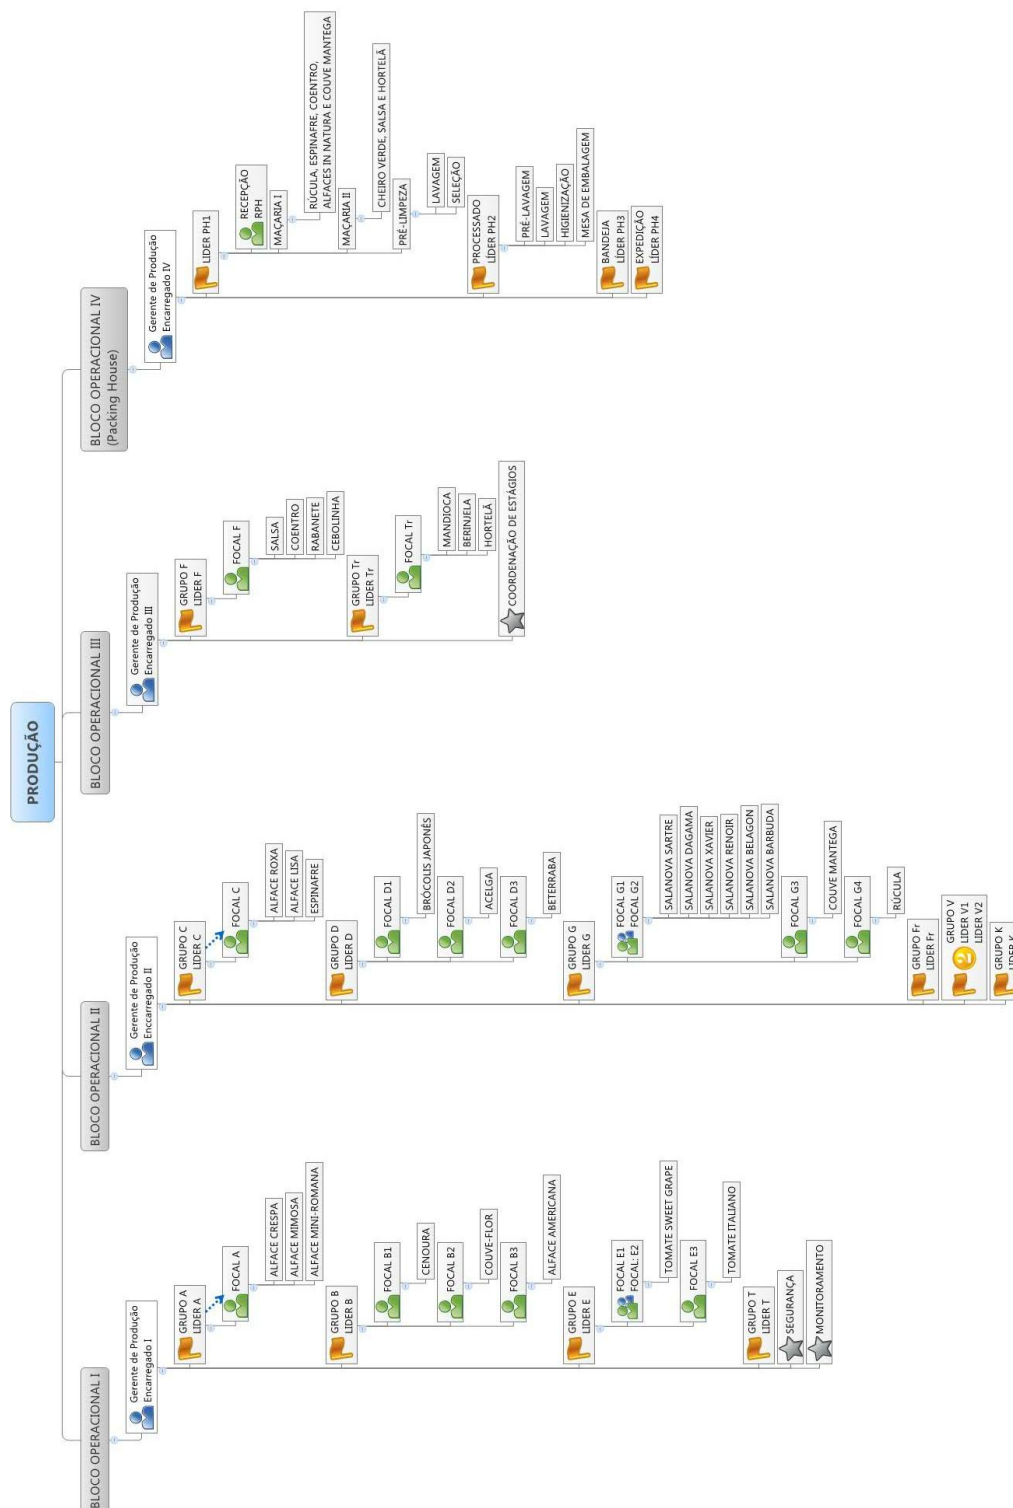 PRODUÇÃO
BLOCO OPERACIONAL I
Gerente de Produção
Encarregado I
GRUPO A
LIDER A
FOCAL A
ALFACE CRESPA
ALFACE MIMOSA
ALFACE MINI-ROMANA
GRUPO B
LIDER B
FOCAL B1
CENOURA
FOCAL B2
COUVE-FLOR
FOCAL B3
ALFACE AMERICANA
GRUPO E
LIDER E
FOCAL E1
FOCAL: E2
TOMATE SWEET GRAPE
FOCAL E3
TOMATE ITALIANO
GRUPO T
LIDER T
SEGURANÇA
MONITORAMENTO
BLOCO OPERACIONAL II
Gerente de Produção
Enccarregado II
GRUPO C
LIDER C
FOCAL C
ALFACE ROXA
ALFACE LISA
ESPINAFRE
GRUPO D
LIDER D
FOCAL D1
BRÓCOLIS JAPONÊS
FOCAL D2
ACELGA
FOCAL D3
BETERRABA
GRUPO G
LIDER G
FOCAL G1
FOCAL G2
SALANOVA SARTRE
SALANOVA DAGAMA
SALANOVA XAVIER
SALANOVA RENOIR
SALANOVA BELAGON
SALANOVA BARBUDA
FOCAL G3
COUVE MANTEGA
FOCAL G4
RÚCULA
GRUPO Fr
LIDER Fr
2
GRUPO V
LIDER V1
LIDER V2
GRUPO K
LIDER K
BLOCO OPERACIONAL III
Gerente de Produção
Encarregado III
GRUPO F
LIDER F
FOCAL F
SALSA
COENTRO
RABANETE
CEBOLINHA
GRUPO Tr
LIDER Tr
FOCAL Tr
MANDIOCA
BERINJELA
HORTELÃ
COORDENAÇÃO DE ESTÁGIOS
BLOCO OPERACIONAL IV
(Packing House)
Gerente de Produção
Encarregado IV
LIDER PH1
RECEPÇÃO
RPH
MAÇARIA I
RÚCULA, ESPINAFRE, COENTRO,
ALFACES IN NATURA E COUVE MANTEGA
MAÇARIA II
CHEIRO VERDE, SALSA E HORTELÃ
PRÉ-LIMPEZA
LAVAGEM
SELEÇÃO
PROCESSADO
LÍDER PH2
PRÉ-LAVAGEM
LAVAGEM
HIGIENIZAÇÃO
MESA DE EMBALAGEM
BANDEJA
LÍDER PH3
EXPEDIÇÃO
LÍDER PH4